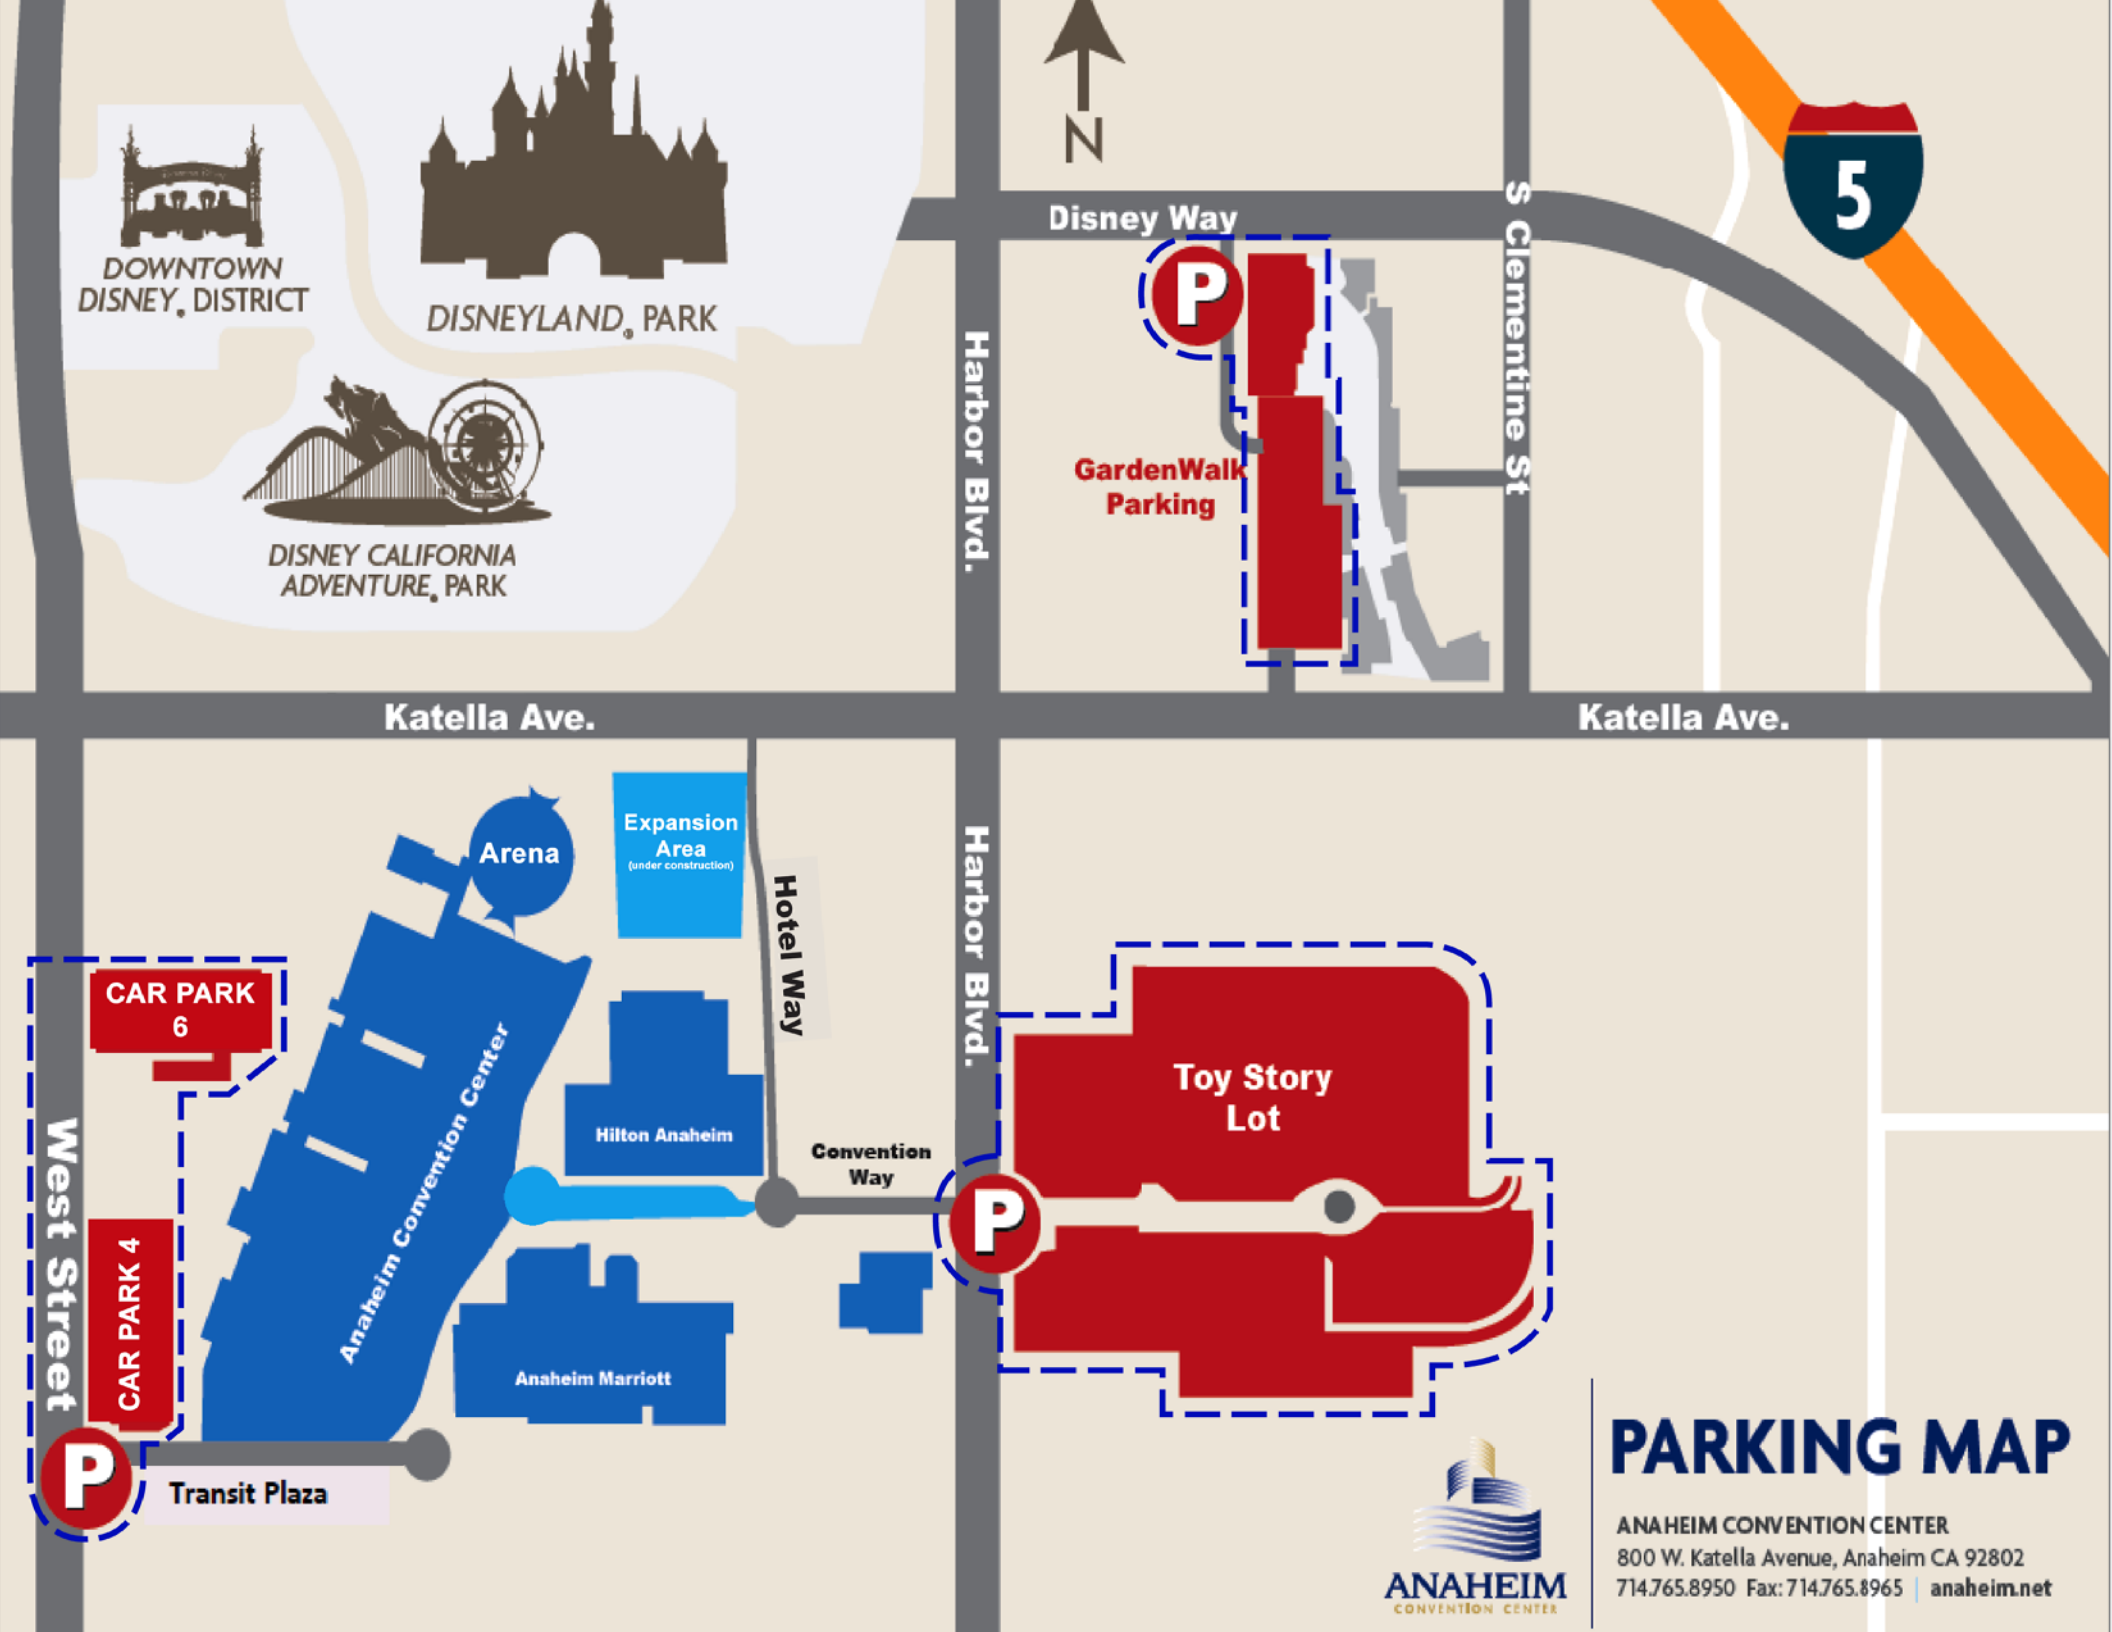 N
5
Disney Way
S Clementine St
DOWNTOWN
DISNEY® DISTRICT
DISNEYLAND® PARK
P
Harbor Blvd.
GardenWalk
Parking
DISNEY CALIFORNIA
ADVENTURE® PARK
Katella Ave.
Katella Ave.
Expansion
Area
(under construction)
Arena
Hotel Way
Harbor Blvd.
CAR PARK
6
Anaheim Convention Center
Toy Story
Lot
Hilton Anaheim
Convention
Way
P
West Street
CAR PARK 4
Anaheim Marriott
P
Transit Plaza
ANAHEIM
CONVENTION CENTER
PARKING MAP
ANAHEIM CONVENTION CENTER
800 W. Katella Avenue, Anaheim CA 92802
714.765.8950 Fax: 714.765.8965 | anaheim.net